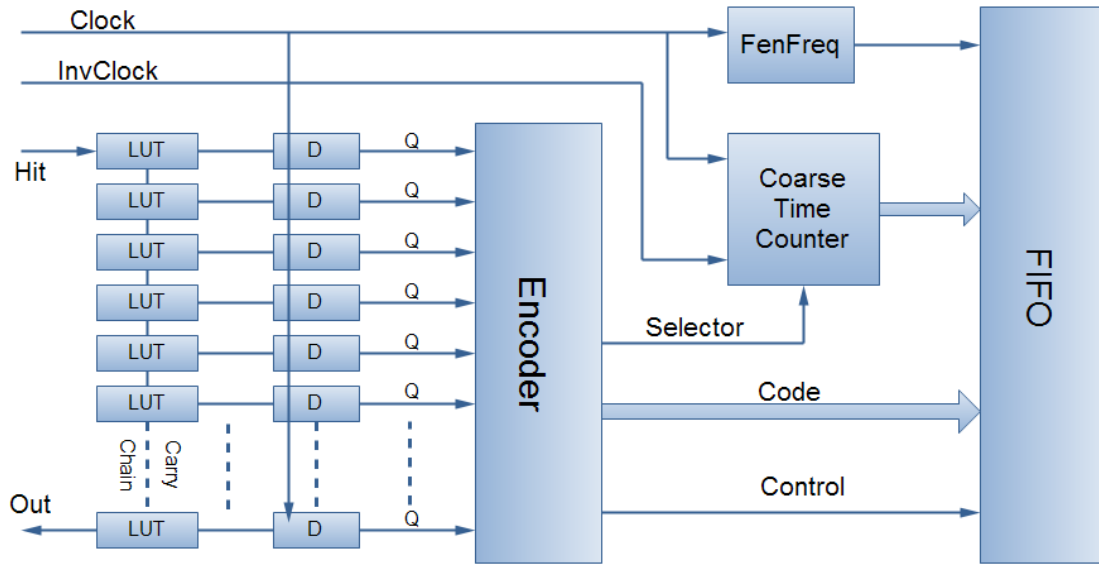 Clock
FenFreq
InvClock
Hit
LUT
D
Q
LUT
D
Q
LUT
D
Q
LUT
D
Q
LUT
D
Q
LUT
D
Q
Coarse
Time
Counter
Encoder
FIFO
Selector
Code
Carry
Chain
Control
Out
LUT
D
Q